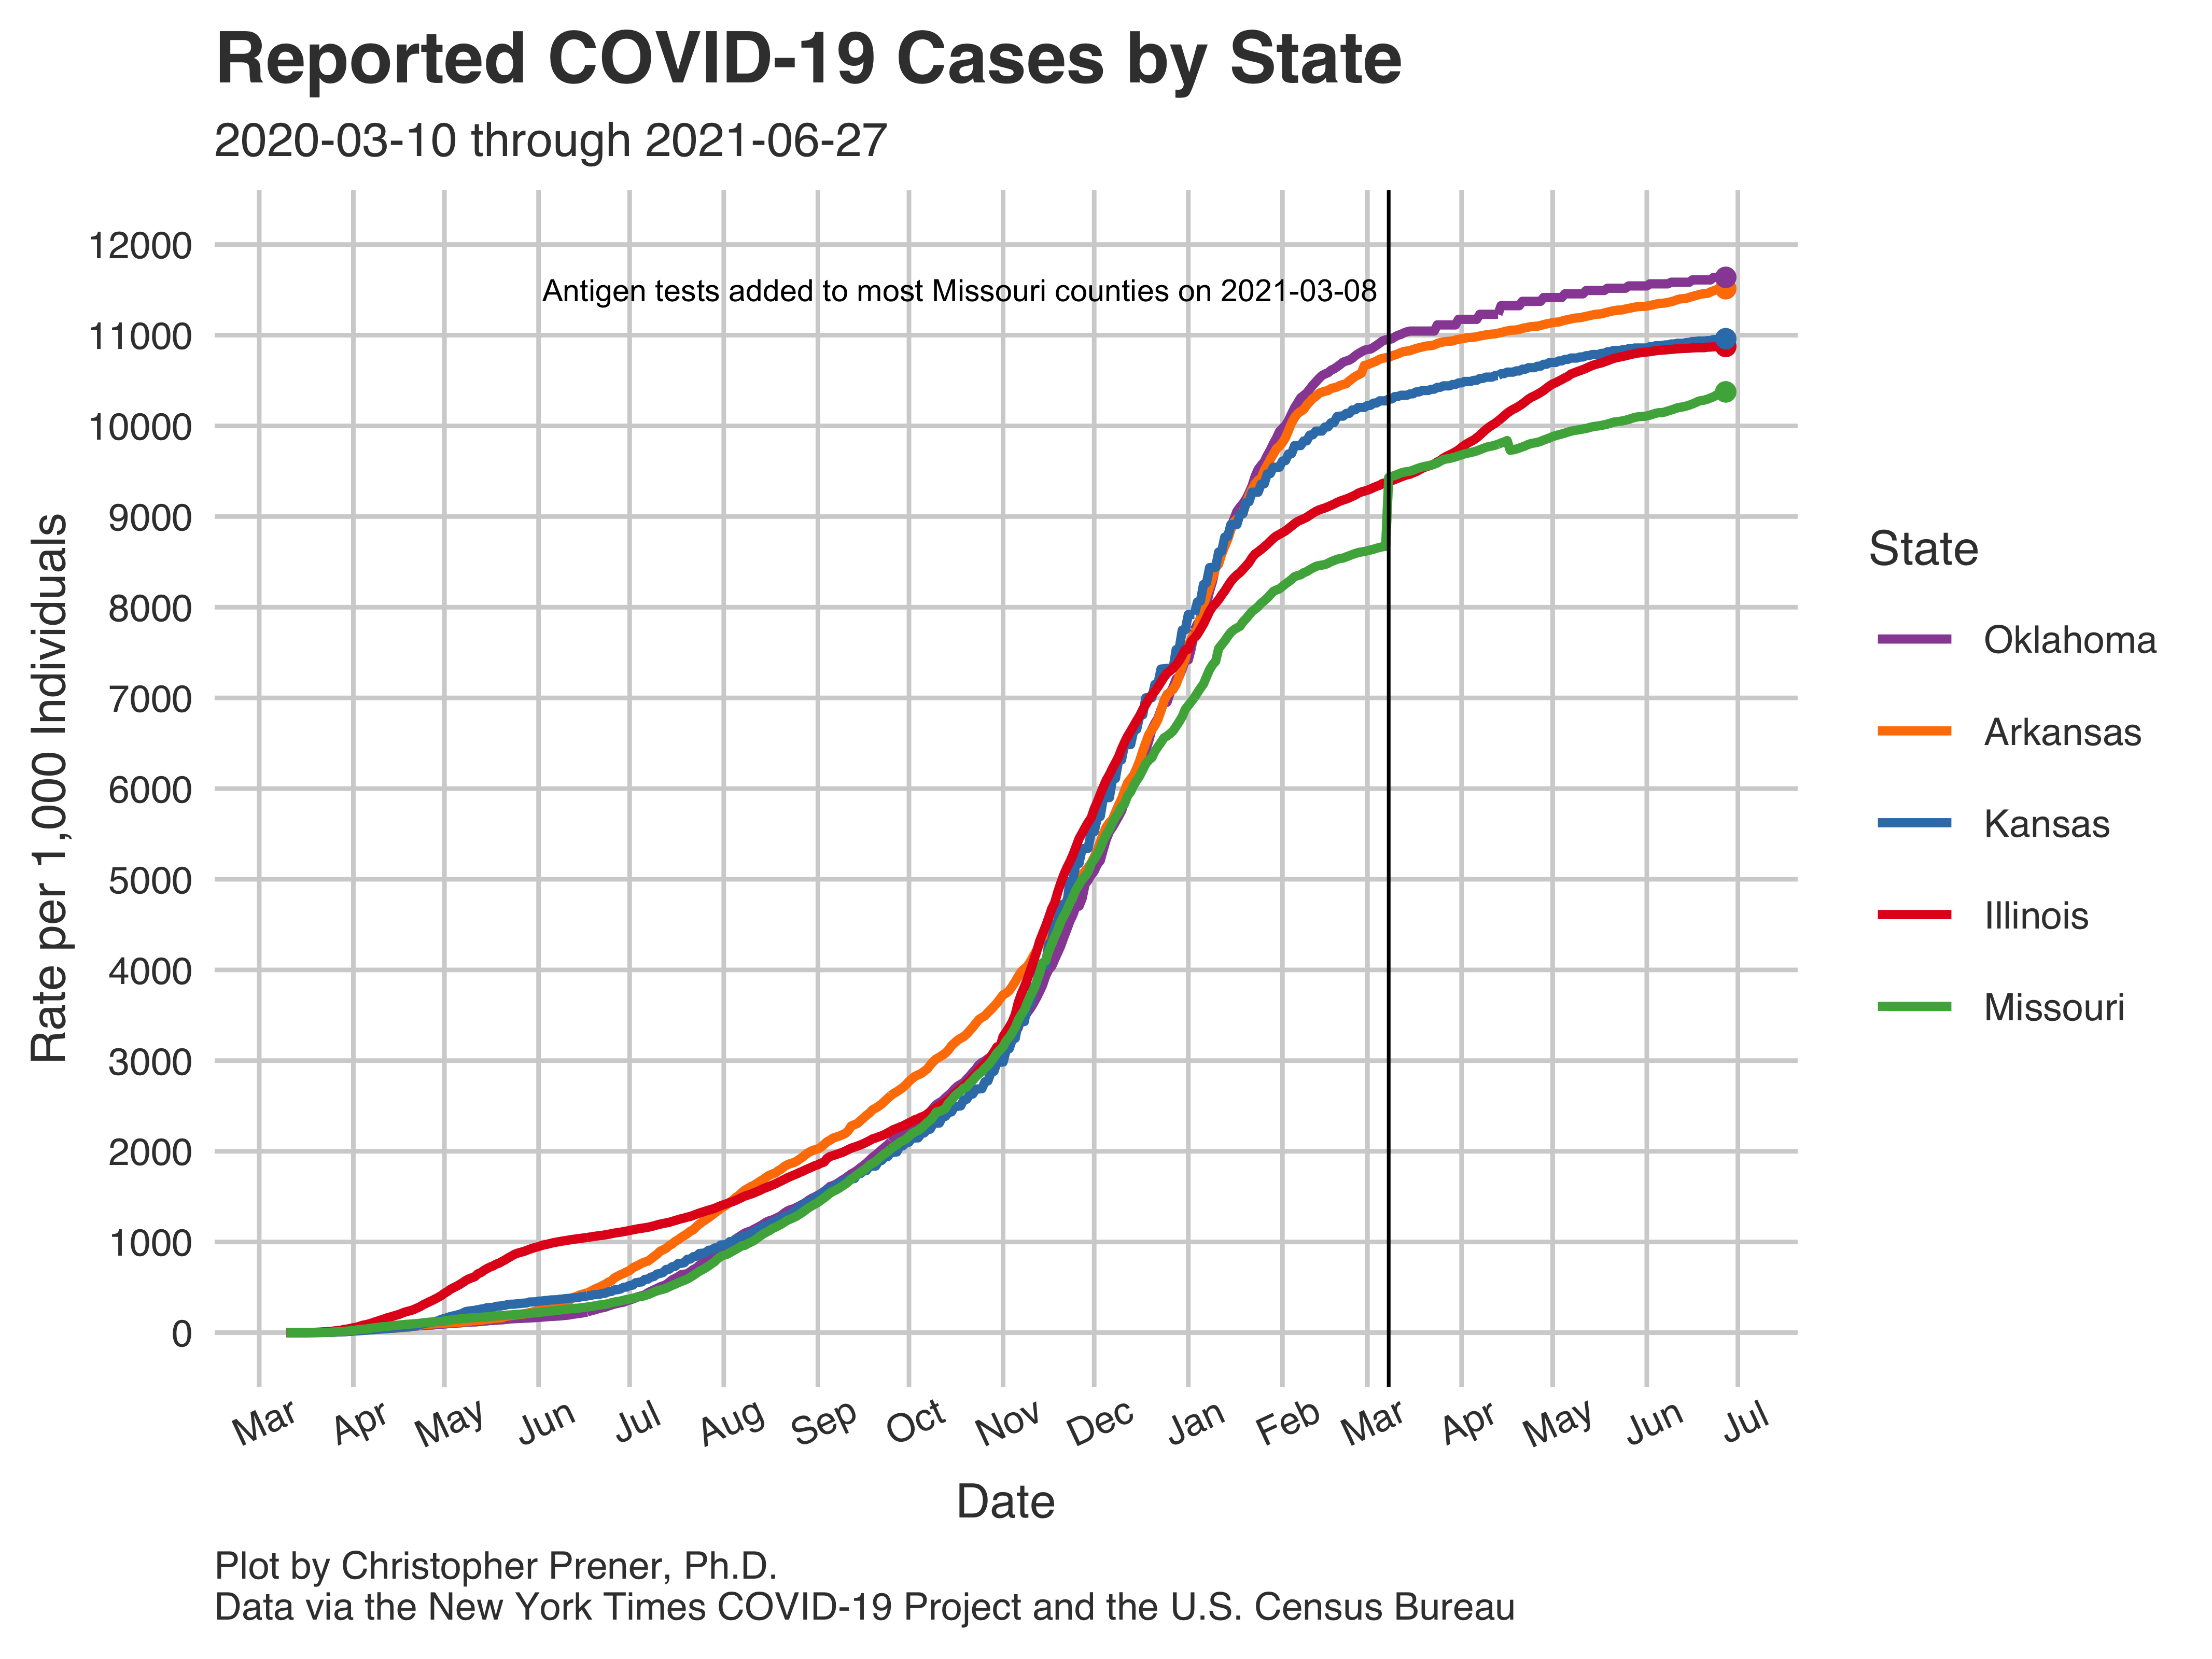 Reported COVID-19 Cases by State
2020-03-10 through 2021-06-27
12000
Antigen tests added to most Missouri counties on 2021-03-08
11000
10000
9000
8000
7000
6000
5000
4000
3000
2000
1000
0
Rate per 1,000 Individuals
State
Oklahoma
Arkansas
Kansas
Illinois
Missouri
Mar Apr May Jun Jul Aug Sep Oct Nov Dec Jan Feb Mar Apr May Jun Jul
Date
Plot by Christopher Prener, Ph.D.
Data via the New York Times COVID-19 Project and the U.S. Census Bureau